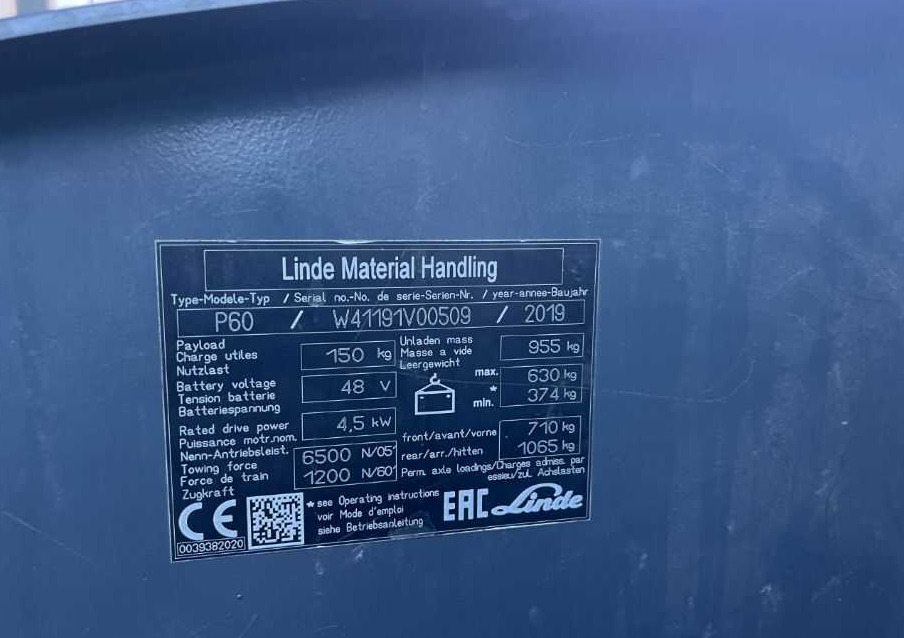 Linde Material Handling
Type-Modele-Typ / Serial no.-No. de serie-Serien-Nr. / year-annee-Baujahr
P60 / W41191V00509 / 2019
Payload
Charge utiles
Nutzlast
150 kg
Unladen mass
Masse a vide
Leergewicht
955 kg
Battery voltage
Tension batterie
Batteriespannung
48 V
max. 630 kg
*
min. 374 kg
Rated drive power
Puissance motr.nom.
Nenn-Antriebsleist.
4,5 kW
front/avant/vorne 710 kg
rear/arr./hitten 1065 kg
Towing force
Force de train
Zugkraft
6500 N/05'
1200 N/60'
Perm. axle loadings/Charges admiss. par
essieu/zul. Achslasten
CE
0039382020
* see Operating instructions
voir Mode d'emploi
siehe Betriebsanleitung
EAC Linde